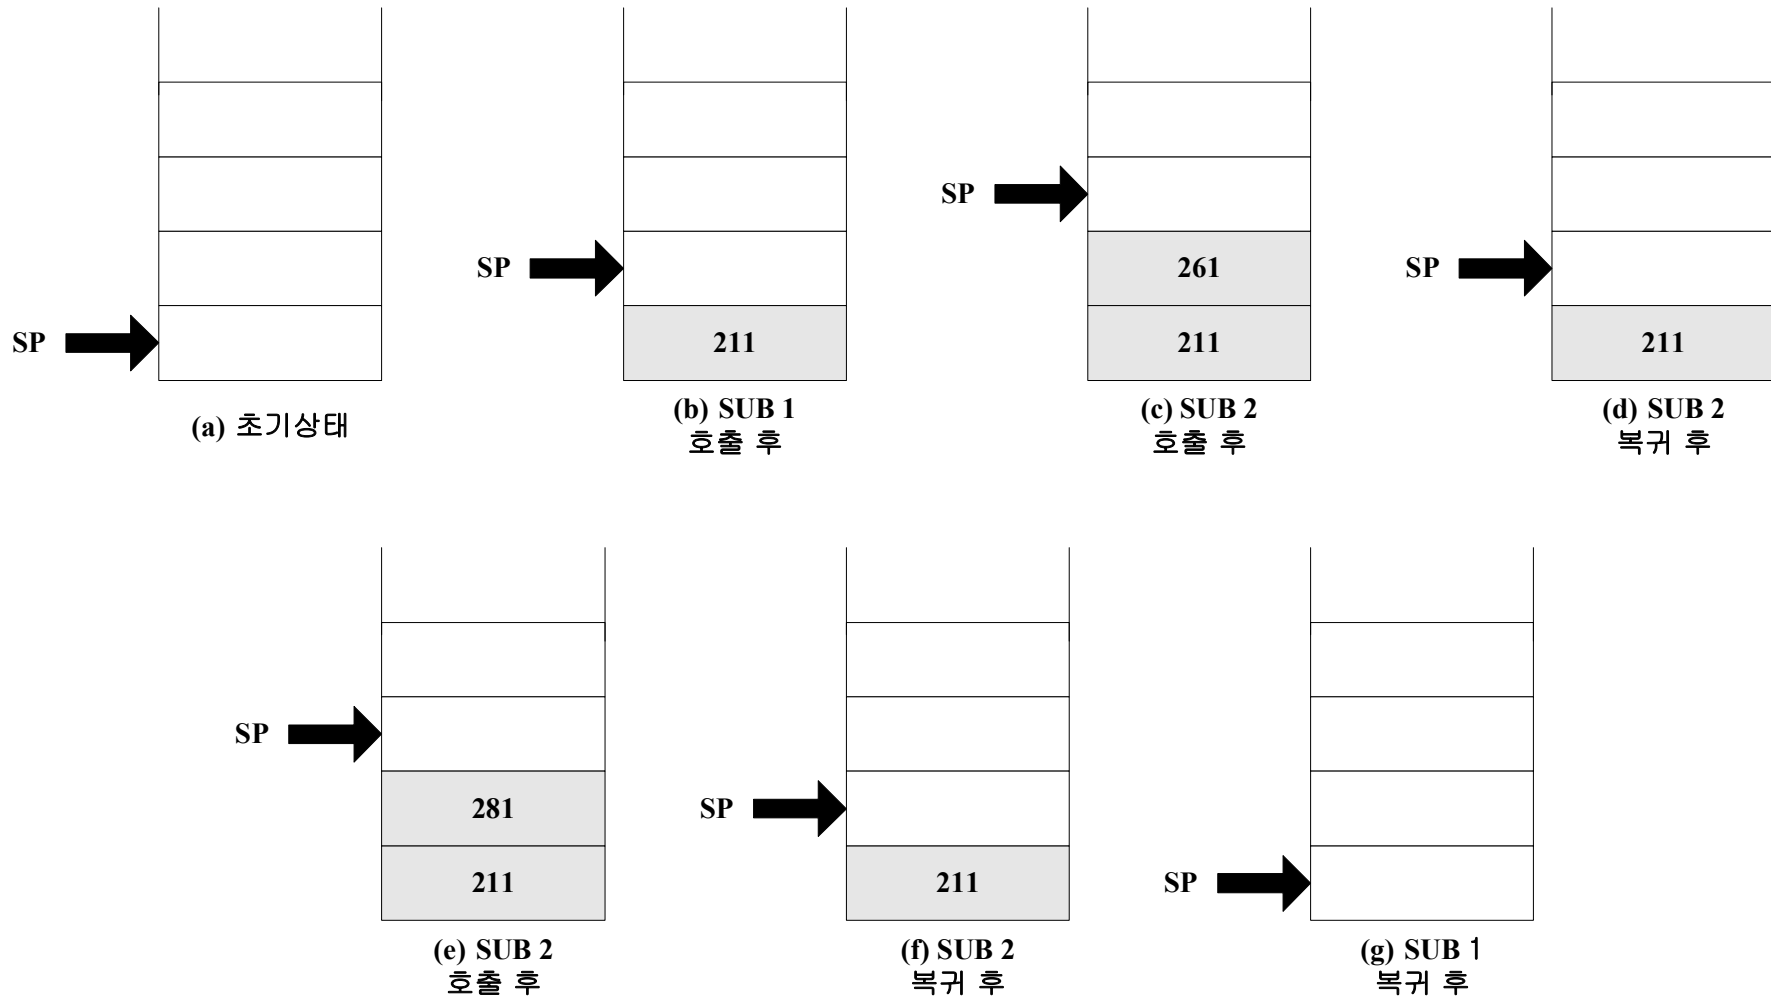 SP
SP
SP
SP
261
211
211
211
(a) 초기상태
(b) SUB 1
호출 후
(c) SUB 2
호출 후
(d) SUB 2
복귀 후
SP
SP
SP
281
211
211
(e) SUB 2
호출 후
(f) SUB 2
복귀 후
(g) SUB 1
복귀 후